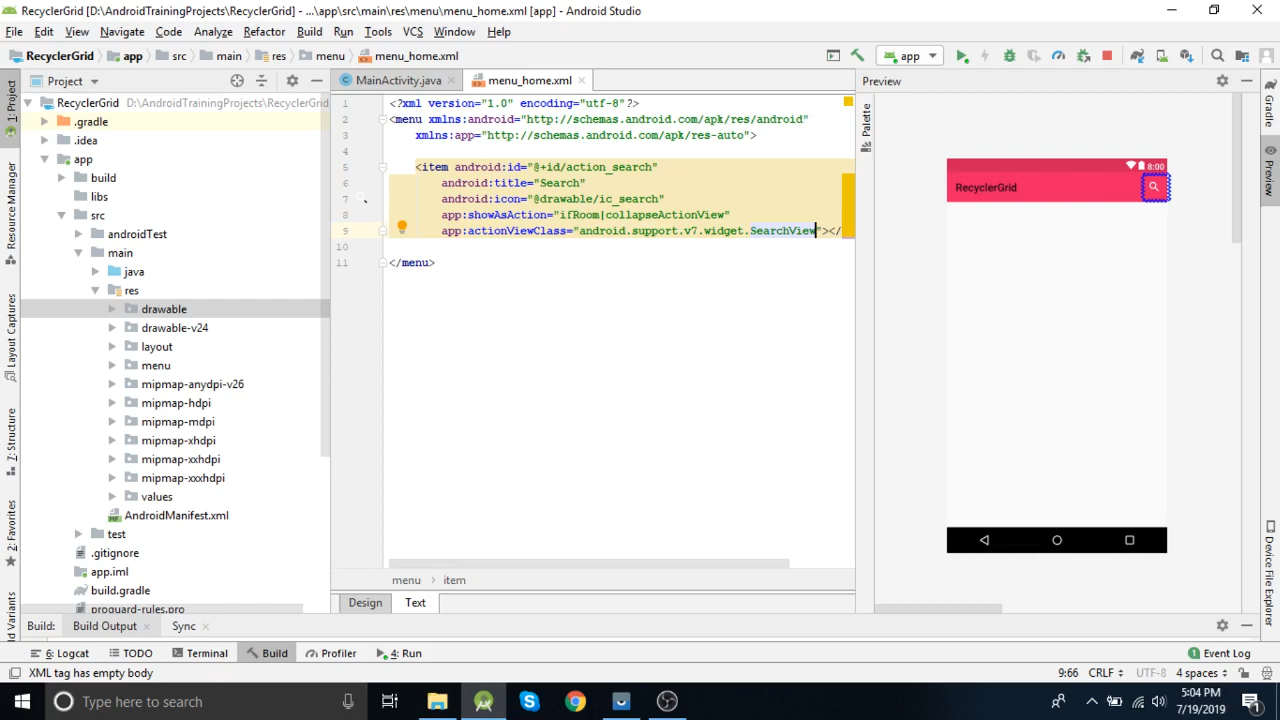 RecyclerGrid [D:\AndroidTrainingProjects\RecyclerGrid] - ...\app\src\main\res\menu\menu_home.xml [app] - Android Studio
File Edit View Navigate Code Analyze Refactor Build Run Tools VCS Window Help
RecyclerGrid app src main res menu menu_home.xml app
Project MainActivity.java menu_home.xml Preview
RecyclerGrid D:\AndroidTrainingProjects\RecyclerGrid
.gradle
.idea
app
build
libs
src
androidTest
main
java
res
drawable
drawable-v24
layout
menu
mipmap-anydpi-v26
mipmap-hdpi
mipmap-mdpi
mipmap-xhdpi
mipmap-xxhdpi
mipmap-xxxhdpi
values
AndroidManifest.xml
test
.gitignore
app.iml
build.gradle
proguard-rules.pro
1 <?xml version="1.0" encoding="utf-8"?>
2 <menu xmlns:android="http://schemas.android.com/apk/res/android"
3 xmlns:app="http://schemas.android.com/apk/res-auto">
4
5 <item android:id="@+id/action_search"
6 android:title="Search"
7 android:icon="@drawable/ic_search"
8 app:showAsAction="ifRoom|collapseActionView"
9 app:actionViewClass="android.support.v7.widget.SearchView"></
10
11 </menu>
menu item
Design Text
8:00
RecyclerGrid
1: Project
Resource Manager
Layout Captures
7: Structure
2: Favorites
Palette
Gradle
Preview
Device File Explorer
Build: Build Output Sync
6: Logcat TODO Terminal Build Profiler 4: Run 1 Event Log
XML tag has empty body 9:66 CRLF UTF-8 4 spaces
Type here to search
5:04 PM
7/19/2019
1